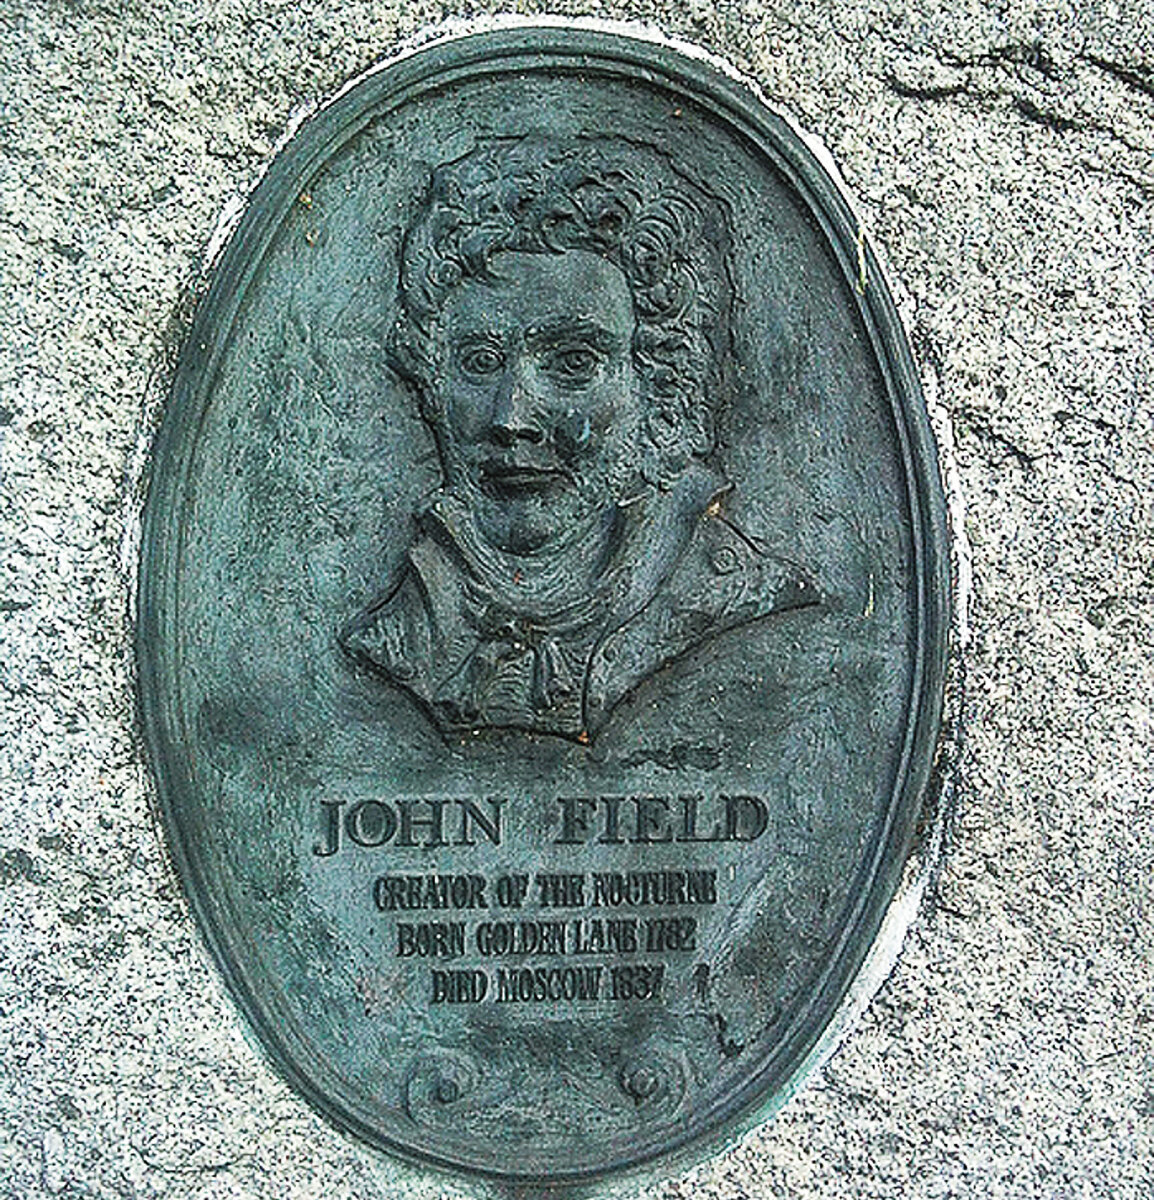 JOHN FIELD
CREATOR OF THE NOCTURNE
BORN GOLDEN LANE 1782
DIED MOSCOW 1837